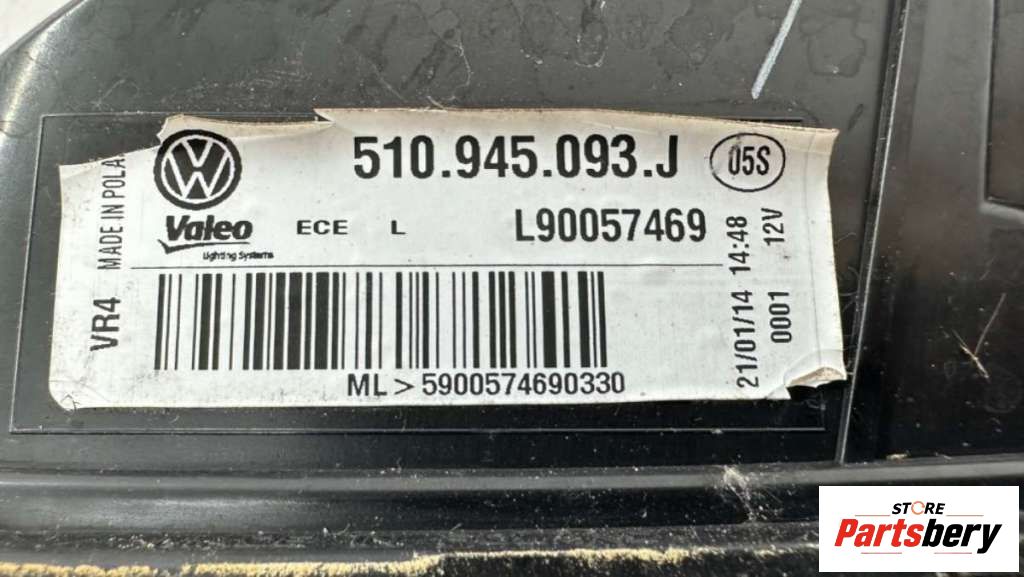 510.945.093.J 05S
VW
Valeo ECE L L90057469
Lighting Systems
ML>5900574690330
VR4 MADE IN POLA
21/01/14 14:48
0001 12V
STORE
Partsbery